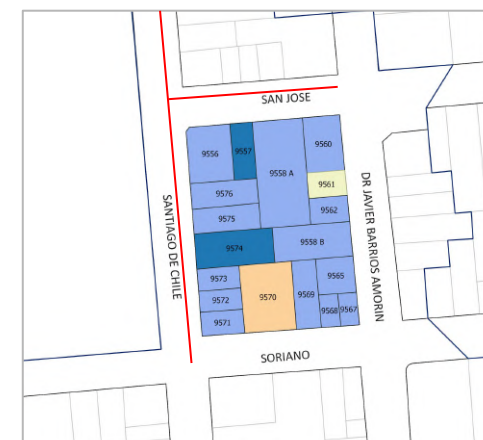 SAN JOSE
9556
9557
9558 A
9560
9561
9576
9562
9575
SANTIAGO DE CHILE
DR JAVIER BARRIOS AMORIN
9574
9558 B
9573
9565
9572
9570
9569
9571
9568
9567
SORIANO